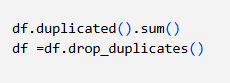 df.duplicated().sum()
df =df.drop_duplicates()